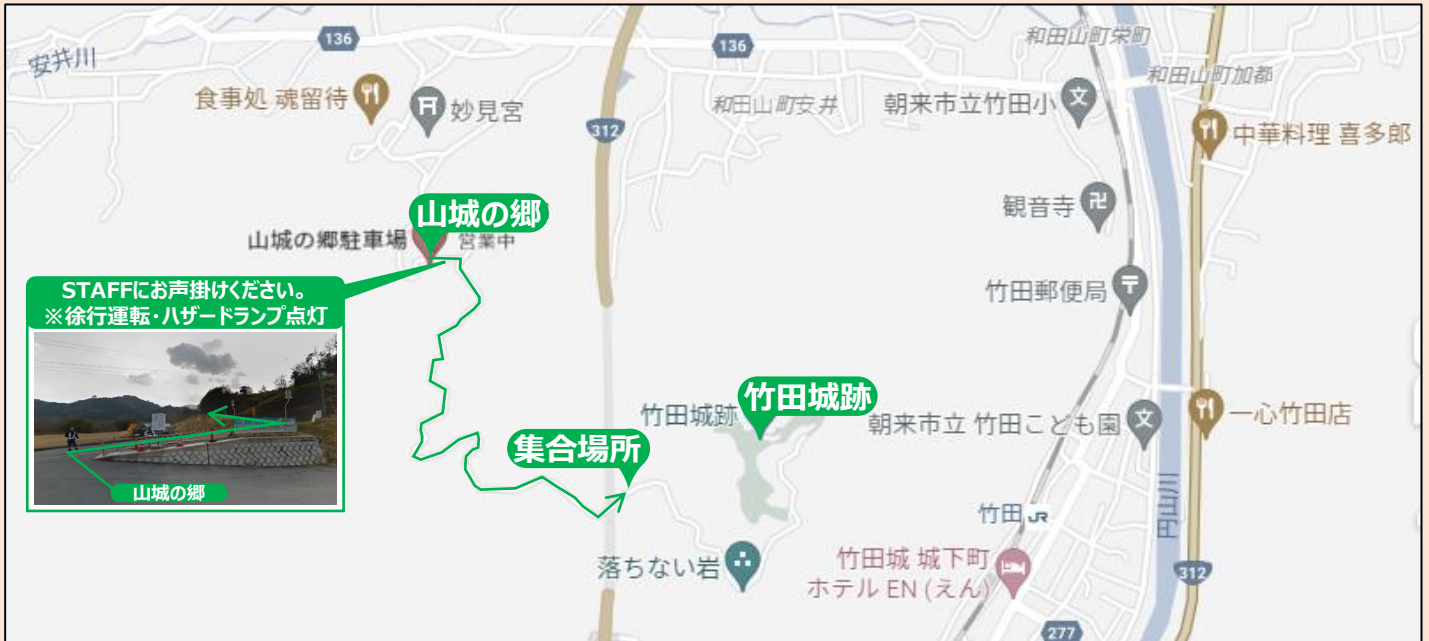 安井川
136
食事処 魂留待
妙見宮
312
136
和田山町安井
和田山町栄町
和田山町加都
朝来市立竹田小
中華料理 喜多郎
観音寺
山城の郷
山城の郷駐車場
営業中
STAFFにお声掛けください。
※徐行運転・ハザードランプ点灯
山城の郷
竹田郵便局
竹田城跡
竹田城跡
集合場所
朝来市立 竹田こども園
一心竹田店
円山川
竹田 JR
落ちない岩
竹田城 城下町
ホテル EN (えん)
312
277